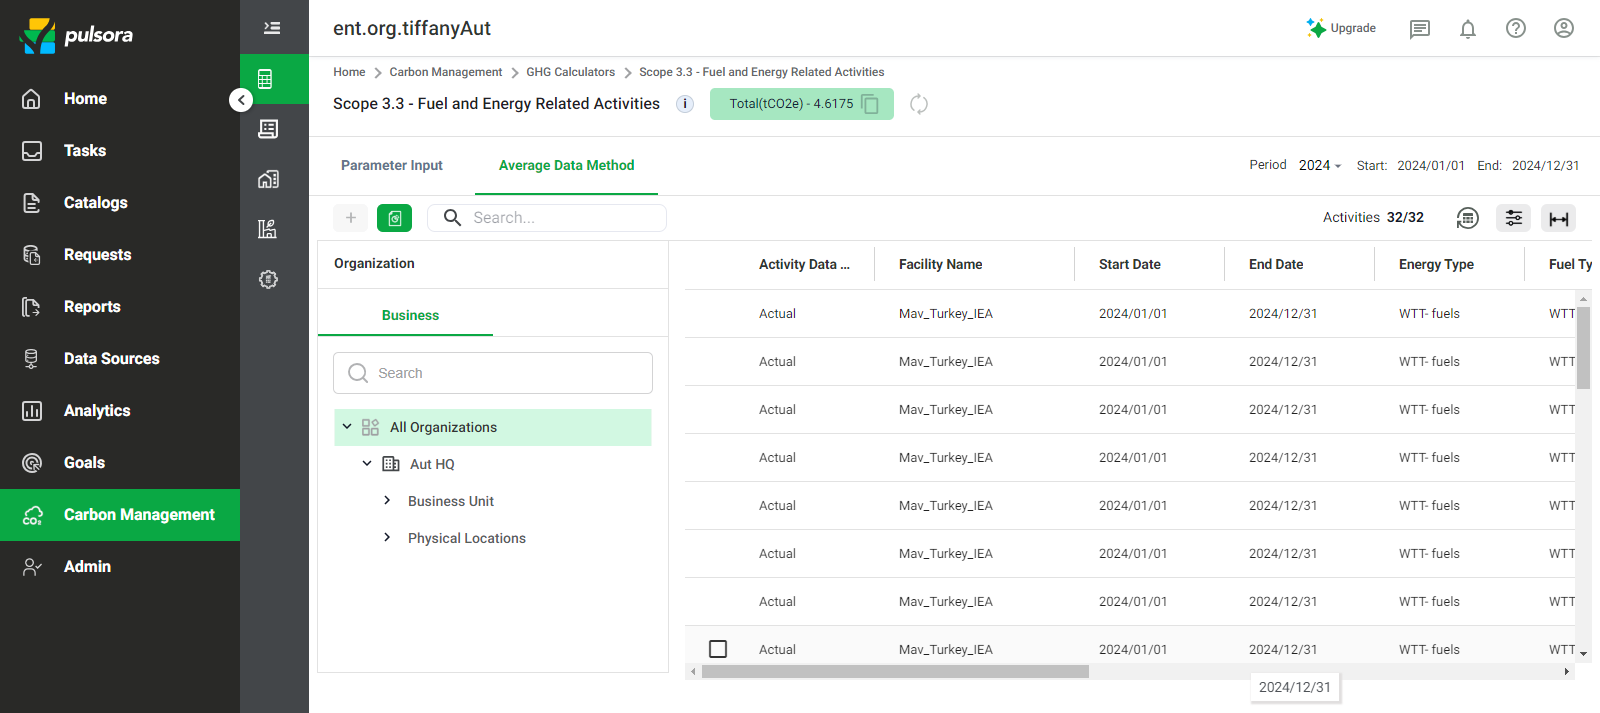 pulsora
Home
Tasks
Catalogs
Requests
Reports
Data Sources
Analytics
Goals
Carbon Management
Admin
ent.org.tiffanyAut
Upgrade
Home > Carbon Management > GHG Calculators > Scope 3.3 - Fuel and Energy Related Activities
Scope 3.3 - Fuel and Energy Related Activities
Total(tCO2e) - 4.6175
Parameter Input
Average Data Method
Period 2024 Start: 2024/01/01 End: 2024/12/31
Search...
Activities 32/32
Organization
Business
Search
All Organizations
Aut HQ
Business Unit
Physical Locations
Activity Data ... Facility Name Start Date End Date Energy Type Fuel Ty
Actual Mav_Turkey_IEA 2024/01/01 2024/12/31 WTT- fuels WTT
Actual Mav_Turkey_IEA 2024/01/01 2024/12/31 WTT- fuels WTT
Actual Mav_Turkey_IEA 2024/01/01 2024/12/31 WTT- fuels WTT
Actual Mav_Turkey_IEA 2024/01/01 2024/12/31 WTT- fuels WTT
Actual Mav_Turkey_IEA 2024/01/01 2024/12/31 WTT- fuels WTT
Actual Mav_Turkey_IEA 2024/01/01 2024/12/31 WTT- fuels WTT
Actual Mav_Turkey_IEA 2024/01/01 2024/12/31 WTT- fuels WTT
Actual Mav_Turkey_IEA 2024/01/01 2024/12/31 WTT- fuels WTT
2024/12/31